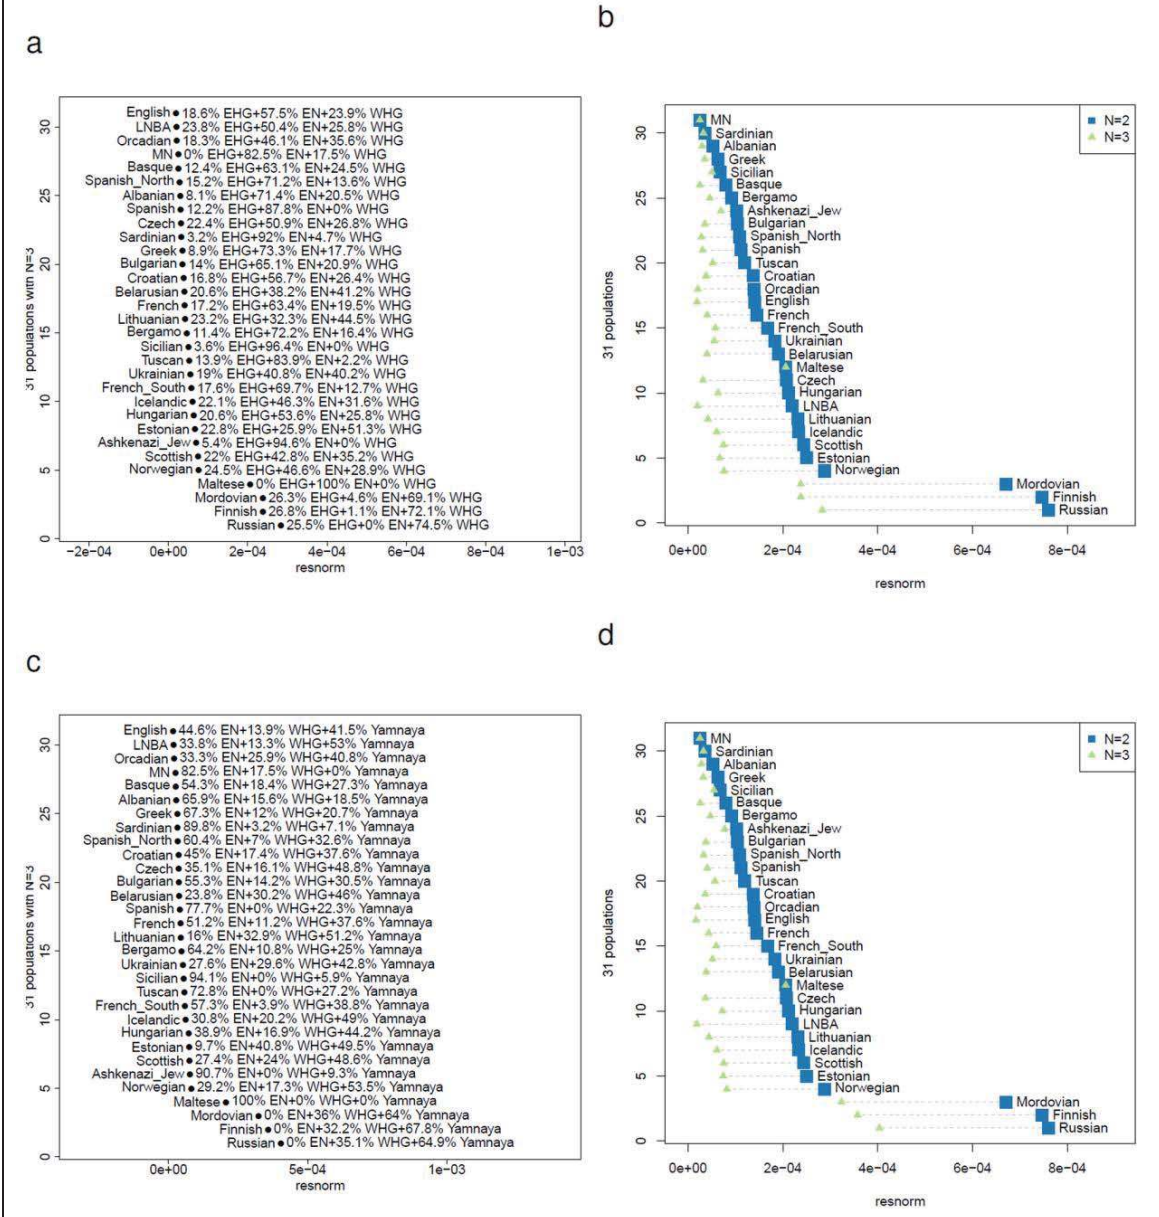 a
English 18.6% EHG+57.5% EN+23.9% WHG
LNBA 23.8% EHG+50.4% EN+25.8% WHG
Orcadian 18.3% EHG+46.1% EN+35.6% WHG
MN 0% EHG+82.5% EN+17.5% WHG
Basque 12.4% EHG+63.1% EN+24.5% WHG
Spanish_North 15.2% EHG+71.2% EN+13.6% WHG
Albanian 8.1% EHG+71.4% EN+20.5% WHG
Spanish 12.2% EHG+87.8% EN+0% WHG
Czech 22.4% EHG+50.9% EN+26.8% WHG
Sardinian 3.2% EHG+92% EN+4.7% WHG
Greek 8.9% EHG+73.3% EN+17.7% WHG
Bulgarian 14% EHG+65.1% EN+20.9% WHG
Croatian 16.8% EHG+56.7% EN+26.4% WHG
Belarusian 20.6% EHG+38.2% EN+41.2% WHG
French 17.2% EHG+63.4% EN+19.5% WHG
Lithuanian 23.2% EHG+32.3% EN+44.5% WHG
Bergamo 11.4% EHG+72.2% EN+16.4% WHG
Sicilian 3.6% EHG+96.4% EN+0% WHG
Tuscan 13.9% EHG+83.9% EN+2.2% WHG
Ukrainian 19% EHG+40.8% EN+40.2% WHG
French_South 17.6% EHG+69.7% EN+12.7% WHG
Icelandic 22.1% EHG+46.3% EN+31.6% WHG
Hungarian 20.6% EHG+53.6% EN+25.8% WHG
Estonian 22.8% EHG+25.9% EN+51.3% WHG
Ashkenazi_Jew 5.4% EHG+94.6% EN+0% WHG
Scottish 22% EHG+42.8% EN+35.2% WHG
Norwegian 24.5% EHG+46.6% EN+28.9% WHG
Maltese 0% EHG+100% EN+0% WHG
Mordovian 26.3% EHG+4.6% EN+69.1% WHG
Finnish 26.8% EHG+1.1% EN+72.1% WHG
Russian 25.5% EHG+0% EN+74.5% WHG
31 populations with N=3
30
25
20
15
10
5
0
−2e−04 0e+00 2e−04 4e−04 6e−04 8e−04 1e−03
resnorm
b
N=2
N=3
MN
Sardinian
Albanian
Greek
Sicilian
Basque
Bergamo
Ashkenazi_Jew
Bulgarian
Spanish_North
Spanish
Tuscan
Croatian
Orcadian
English
French
French_South
Ukrainian
Belarusian
Maltese
Czech
Hungarian
LNBA
Lithuanian
Icelandic
Scottish
Estonian
Norwegian
Mordovian
Finnish
Russian
31 populations
30
25
20
15
10
5
0
0e+00 2e−04 4e−04 6e−04 8e−04
resnorm
c
English 44.6% EN+13.9% WHG+41.5% Yamnaya
LNBA 33.8% EN+13.3% WHG+53% Yamnaya
Orcadian 33.3% EN+25.9% WHG+40.8% Yamnaya
MN 82.5% EN+17.5% WHG+0% Yamnaya
Basque 54.3% EN+18.4% WHG+27.3% Yamnaya
Albanian 65.9% EN+15.6% WHG+18.5% Yamnaya
Greek 67.3% EN+12% WHG+20.7% Yamnaya
Sardinian 89.8% EN+3.2% WHG+7.1% Yamnaya
Spanish_North 60.4% EN+7% WHG+32.6% Yamnaya
Croatian 45% EN+17.4% WHG+37.6% Yamnaya
Czech 35.1% EN+16.1% WHG+48.8% Yamnaya
Bulgarian 55.3% EN+14.2% WHG+30.5% Yamnaya
Belarusian 23.8% EN+30.2% WHG+46% Yamnaya
Spanish 77.7% EN+0% WHG+22.3% Yamnaya
French 51.2% EN+11.2% WHG+37.6% Yamnaya
Lithuanian 16% EN+32.9% WHG+51.2% Yamnaya
Bergamo 64.2% EN+10.8% WHG+25% Yamnaya
Ukrainian 27.6% EN+29.6% WHG+42.8% Yamnaya
Sicilian 94.1% EN+0% WHG+5.9% Yamnaya
Tuscan 72.8% EN+0% WHG+27.2% Yamnaya
French_South 57.3% EN+3.9% WHG+38.8% Yamnaya
Icelandic 30.8% EN+20.2% WHG+49% Yamnaya
Hungarian 38.9% EN+16.9% WHG+44.2% Yamnaya
Estonian 9.7% EN+40.8% WHG+49.5% Yamnaya
Scottish 27.4% EN+24% WHG+48.6% Yamnaya
Ashkenazi_Jew 90.7% EN+0% WHG+9.3% Yamnaya
Norwegian 29.2% EN+17.3% WHG+53.5% Yamnaya
Maltese 100% EN+0% WHG+0% Yamnaya
Mordovian 0% EN+36% WHG+64% Yamnaya
Finnish 0% EN+32.2% WHG+67.8% Yamnaya
Russian 0% EN+35.1% WHG+64.9% Yamnaya
31 populations with N=3
30
25
20
15
10
5
0
0e+00 5e−04 1e−03
resnorm
d
N=2
N=3
MN
Sardinian
Albanian
Greek
Sicilian
Basque
Bergamo
Ashkenazi_Jew
Bulgarian
Spanish_North
Spanish
Tuscan
Croatian
Orcadian
English
French
French_South
Ukrainian
Belarusian
Maltese
Czech
Hungarian
LNBA
Lithuanian
Icelandic
Scottish
Estonian
Norwegian
Mordovian
Finnish
Russian
31 populations
30
25
20
15
10
5
0
0e+00 2e−04 4e−04 6e−04 8e−04
resnorm